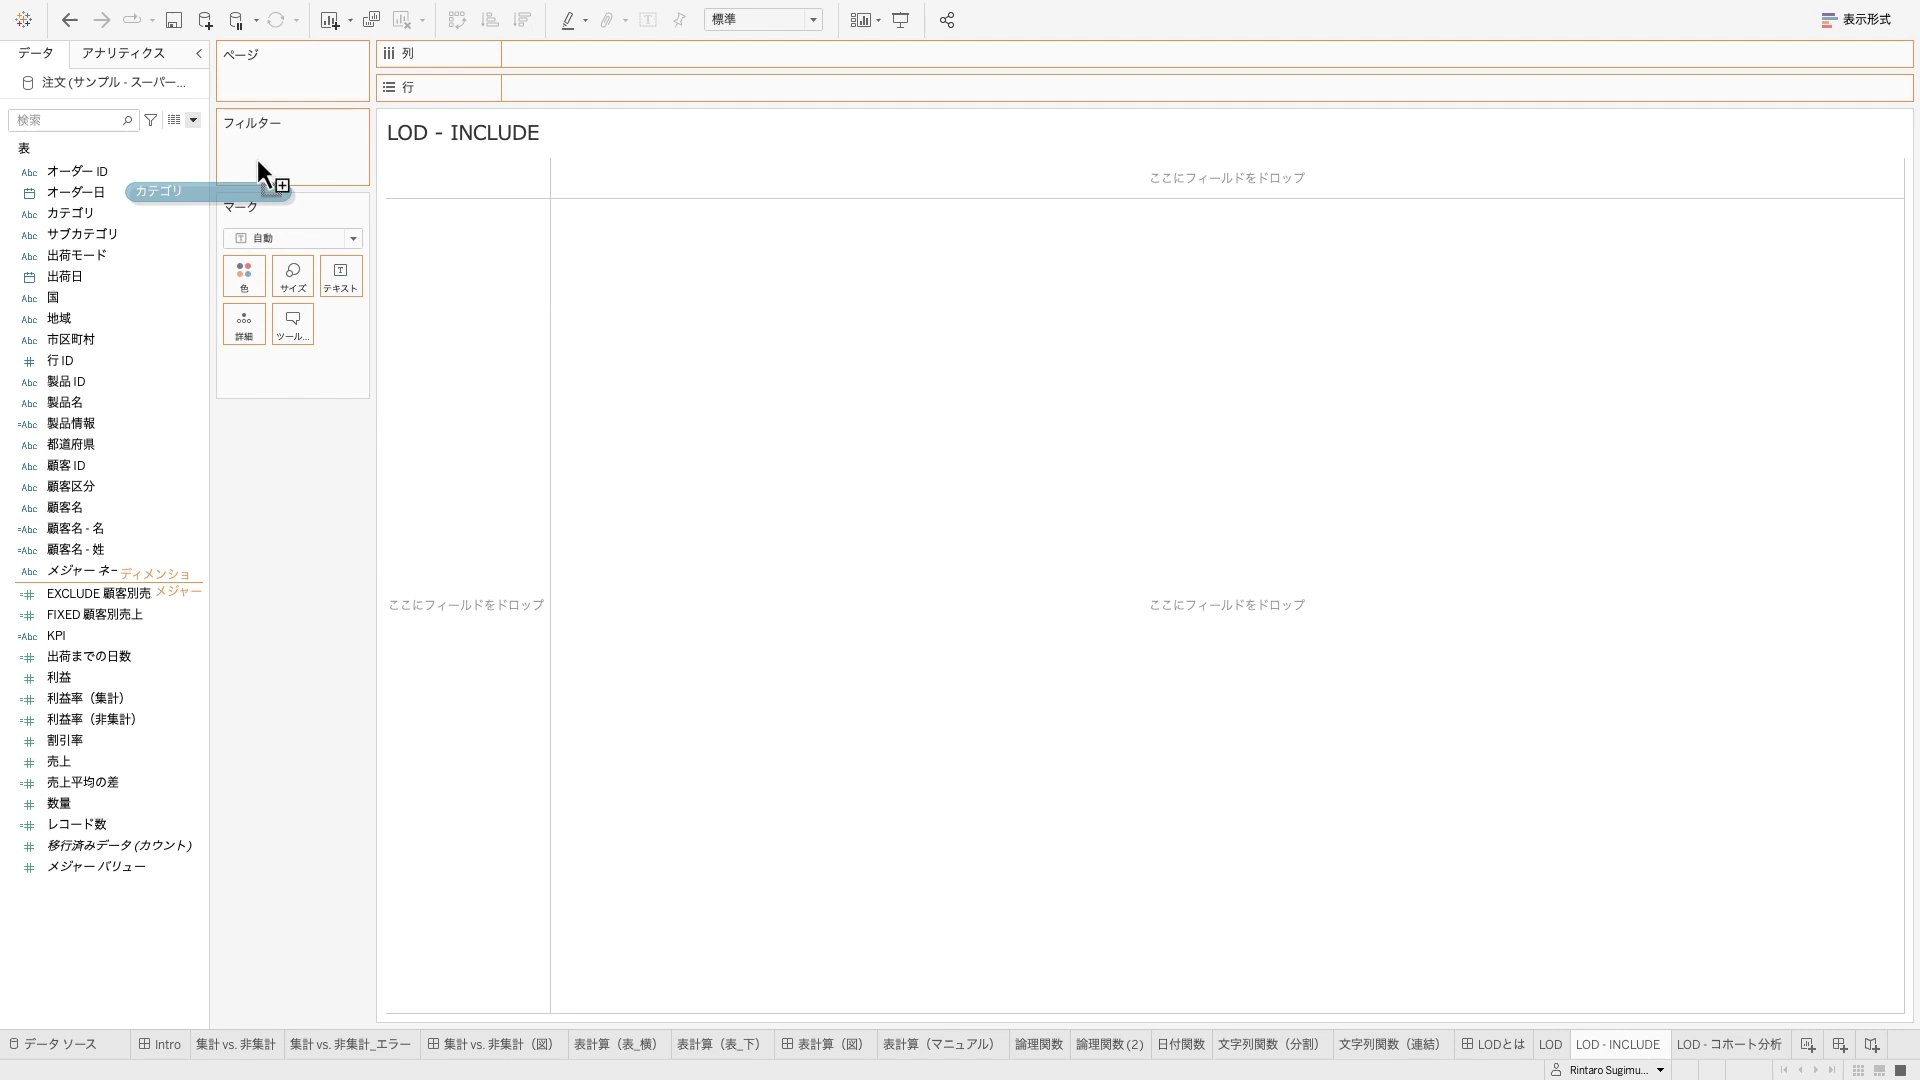 標準
表示形式
データ
アナリティクス
注文 (サンプル - スーパー...
検索
表
Abc オーダー ID
オーダー日
Abc カテゴリ
Abc サブカテゴリ
Abc 出荷モード
出荷日
Abc 国
Abc 地域
Abc 市区町村
# 行 ID
Abc 製品 ID
Abc 製品名
=Abc 製品情報
Abc 都道府県
Abc 顧客 ID
Abc 顧客区分
Abc 顧客名
=Abc 顧客名 - 名
=Abc 顧客名 - 姓
Abc メジャー ネー
ディメンショ
メジャー
=# EXCLUDE 顧客別売
=# FIXED 顧客別売上
=Abc KPI
=# 出荷までの日数
# 利益
=# 利益率（集計）
=# 利益率（非集計）
# 割引率
# 売上
=# 売上平均の差
# 数量
=# レコード数
# 移行済みデータ (カウント)
# メジャー バリュー
ページ
フィルター
カテゴリ
マーク
自動
色
サイズ
テキスト
詳細
ツール...
列
行
LOD - INCLUDE
ここにフィールドをドロップ
ここにフィールドをドロップ
ここにフィールドをドロップ
データ ソース
Intro
集計 vs. 非集計
集計 vs. 非集計_エラー
集計 vs. 非集計（図）
表計算（表_横）
表計算（表_下）
表計算（図）
表計算（マニュアル）
論理関数
論理関数 (2)
日付関数
文字列関数（分割）
文字列関数（連結）
LODとは
LOD
LOD - INCLUDE
LOD - コホート分析
Rintaro Sugimu...